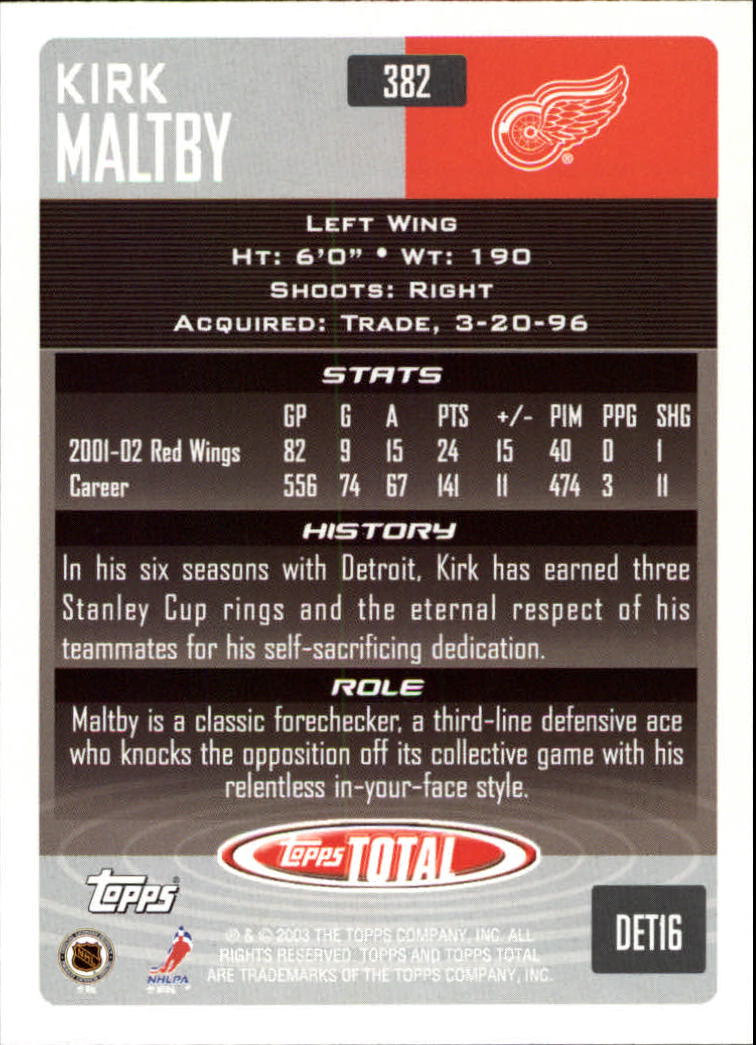 KIRK
MALTBY
382
®
LEFT WING
HT: 6'0" • WT: 190
SHOOTS: RIGHT
ACQUIRED: TRADE, 3-20-96
STATS
GP G A PTS +/- PIM PPG SHG
2001-02 Red Wings 82 9 15 24 15 40 0 1
Career 556 74 67 141 11 474 3 11
HISTORY
In his six seasons with Detroit, Kirk has earned three
Stanley Cup rings and the eternal respect of his
teammates for his self-sacrificing dedication.
ROLE
Maltby is a classic forechecker, a third-line defensive ace
who knocks the opposition off its collective game with his
relentless in-your-face style.
topps TOTAL
topps®
DET16
NHL
NHLPA
® & © 2003 THE TOPPS COMPANY, INC. ALL
RIGHTS RESERVED. TOPPS AND TOPPS TOTAL
ARE TRADEMARKS OF THE TOPPS COMPANY, INC.